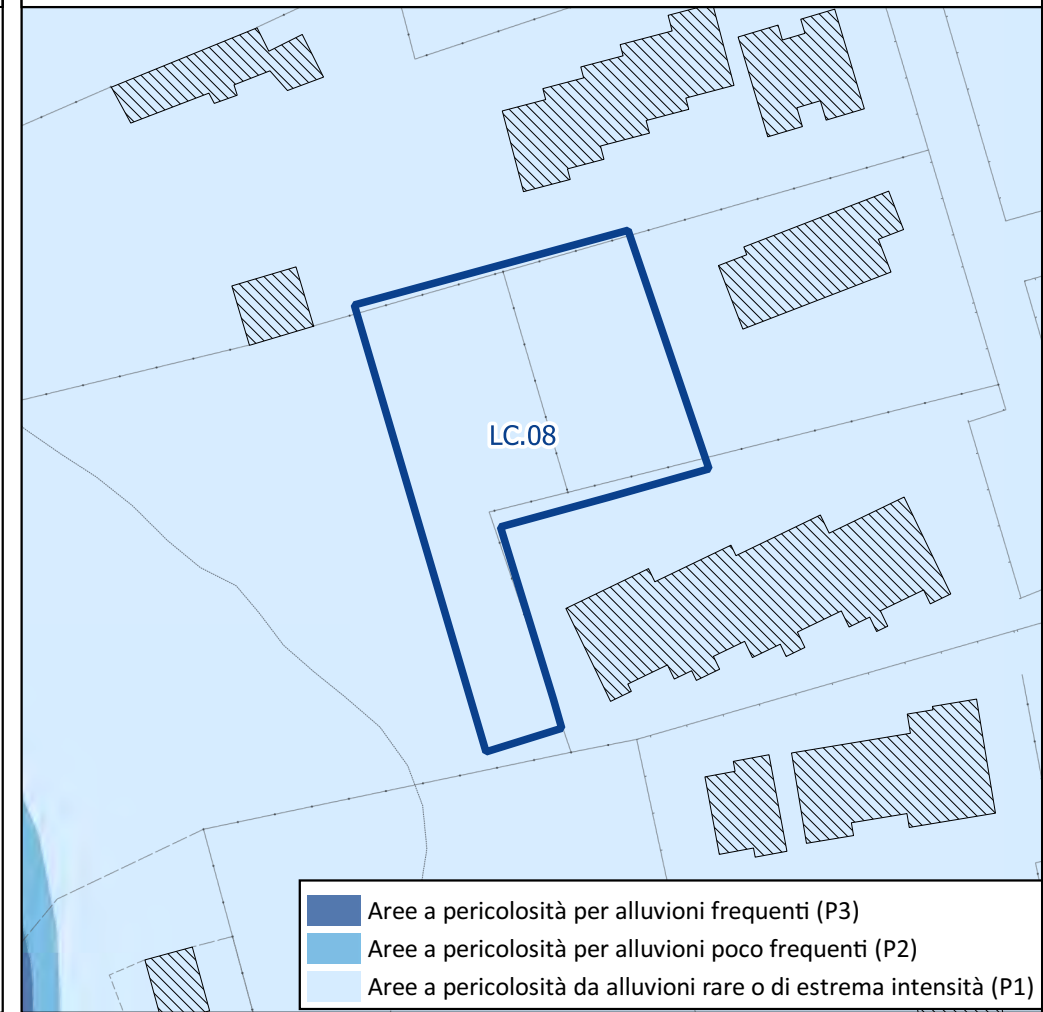 LC.08
Aree a pericolosità per alluvioni frequenti (P3)
Aree a pericolosità per alluvioni poco frequenti (P2)
Aree a pericolosità da alluvioni rare o di estrema intensità (P1)